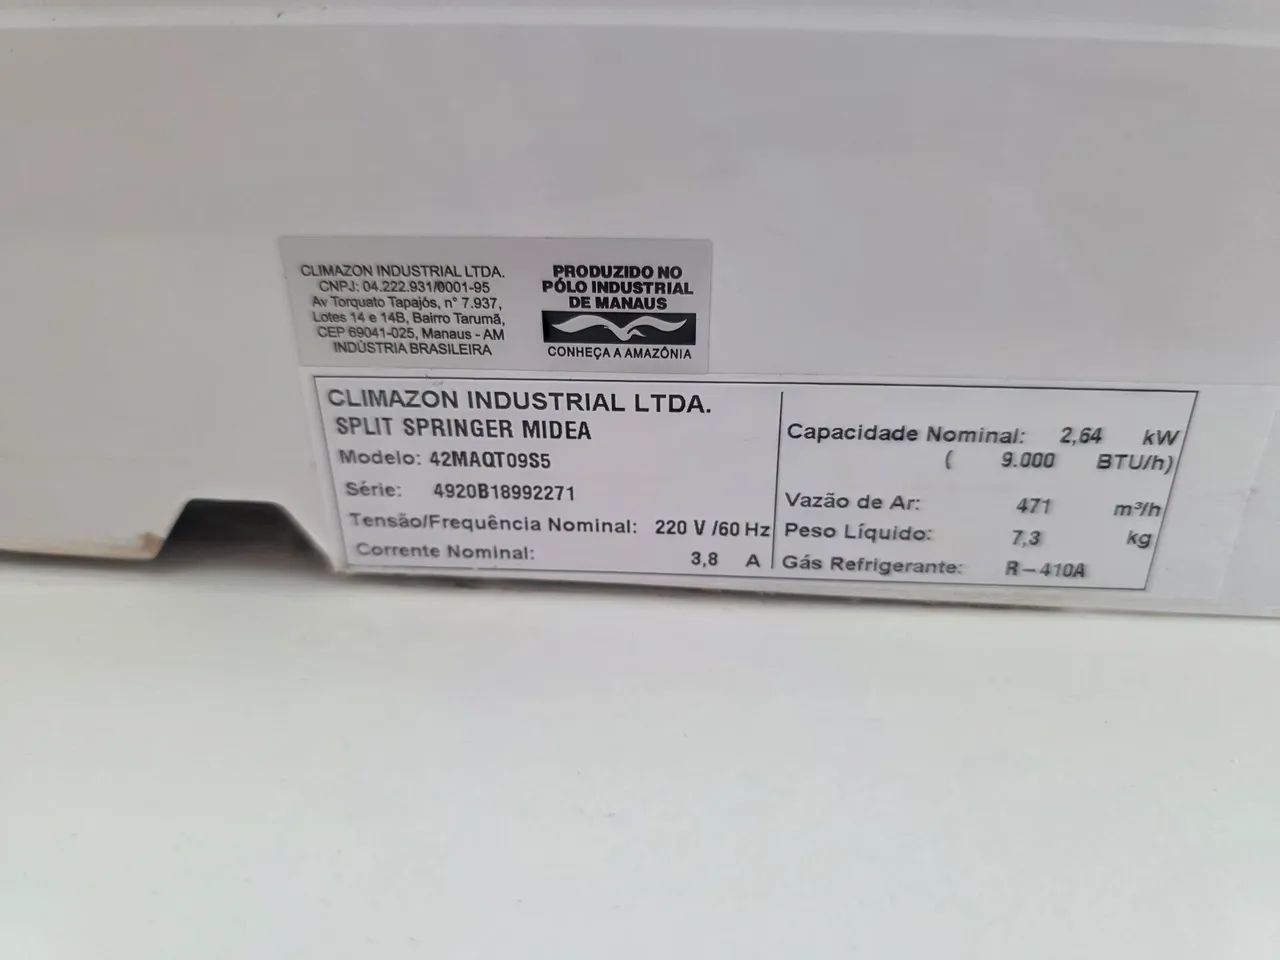 CLIMAZON INDUSTRIAL LTDA.
CNPJ: 04.222.931/0001-95
Av Torquato Tapajós, n° 7.937,
Lotes 14 e 14B, Bairro Tarumã,
CEP 69041-025, Manaus - AM
INDÚSTRIA BRASILEIRA
PRODUZIDO NO
PÓLO INDUSTRIAL
DE MANAUS
CONHEÇA A AMAZÔNIA
CLIMAZON INDUSTRIAL LTDA.
SPLIT SPRINGER MIDEA
Modelo: 42MAQT09S5
Série: 4920B18992271
Tensão/Frequência Nominal: 220 V /60 Hz
Corrente Nominal: 3,8 A
Capacidade Nominal: 2,64 kW
( 9.000 BTU/h)
Vazão de Ar: 471 m³/h
Peso Líquido: 7,3 kg
Gás Refrigerante: R-410A